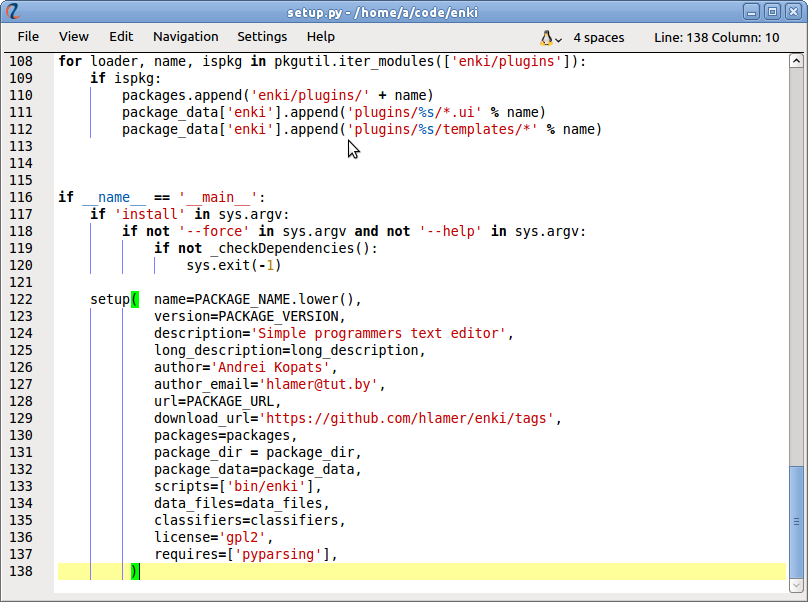 setup.py - /home/a/code/enki
File View Edit Navigation Settings Help 4 spaces Line: 138 Column: 10
108 for loader, name, ispkg in pkgutil.iter_modules(['enki/plugins']):
109     if ispkg:
110         packages.append('enki/plugins/' + name)
111         package_data['enki'].append('plugins/%s/*.ui' % name)
112         package_data['enki'].append('plugins/%s/templates/*' % name)
113
114
115
116 if __name__ == '__main__':
117     if 'install' in sys.argv:
118         if not '--force' in sys.argv and not '--help' in sys.argv:
119             if not _checkDependencies():
120                 sys.exit(-1)
121
122     setup(  name=PACKAGE_NAME.lower(),
123             version=PACKAGE_VERSION,
124             description='Simple programmers text editor',
125             long_description=long_description,
126             author='Andrei Kopats',
127             author_email='hlamer@tut.by',
128             url=PACKAGE_URL,
129             download_url='https://github.com/hlamer/enki/tags',
130             packages=packages,
131             package_dir = package_dir,
132             package_data=package_data,
133             scripts=['bin/enki'],
134             data_files=data_files,
135             classifiers=classifiers,
136             license='gpl2',
137             requires=['pyparsing'],
138          )